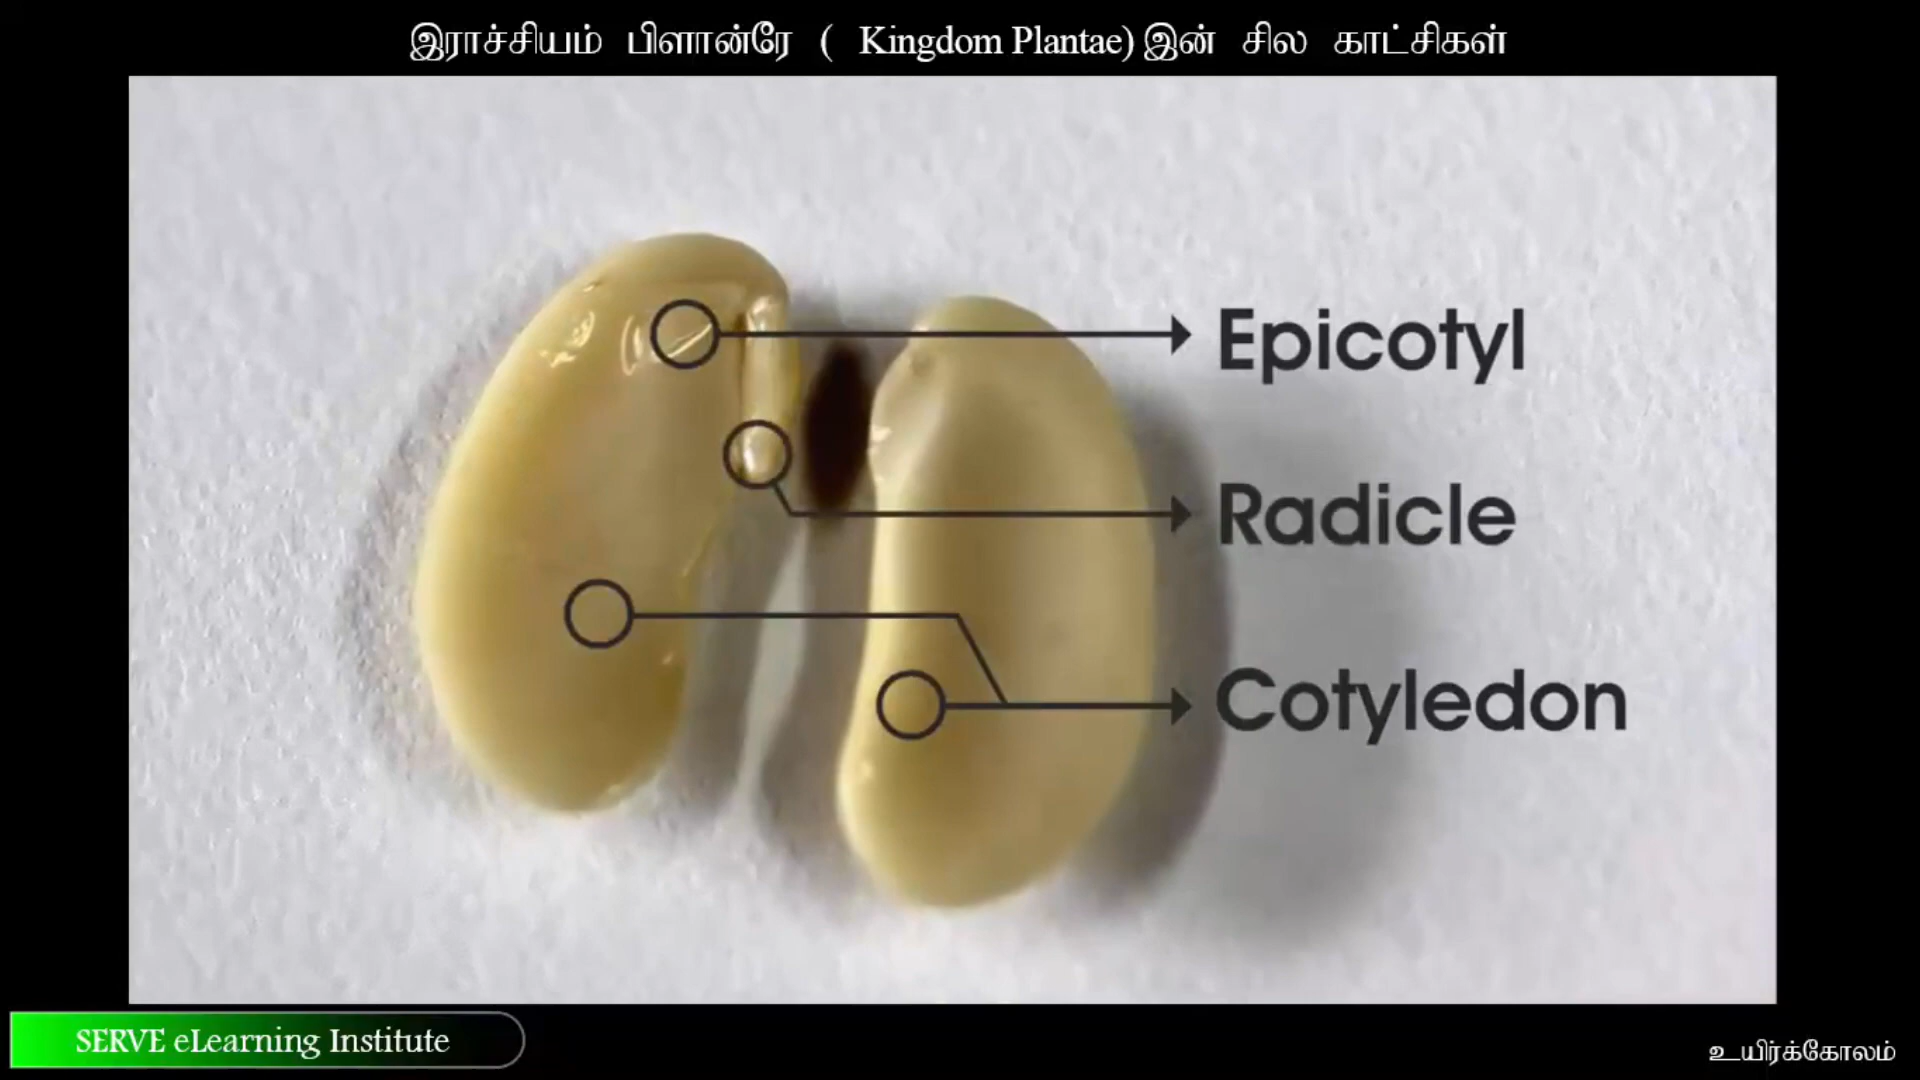 இராச்சியம் பிளான்ரே ( Kingdom Plantae) இன் சில காட்சிகள்
Epicotyl
Radicle
Cotyledon
SERVE eLearning Institute
உயிர்க்கோலம்